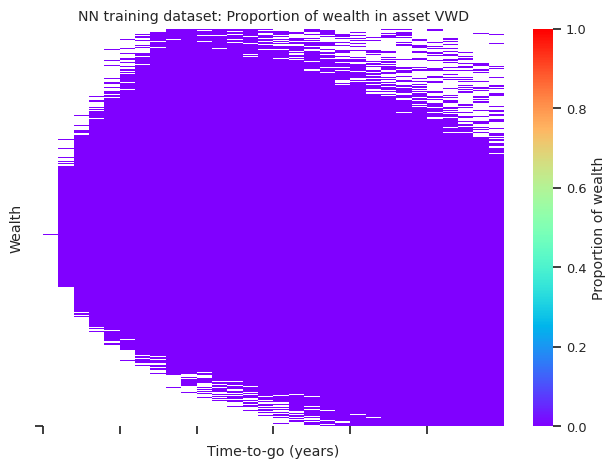 NN training dataset: Proportion of wealth in asset VWD
Wealth
Time-to-go (years)
1.0
0.8
0.6
0.4
0.2
0.0
Proportion of wealth